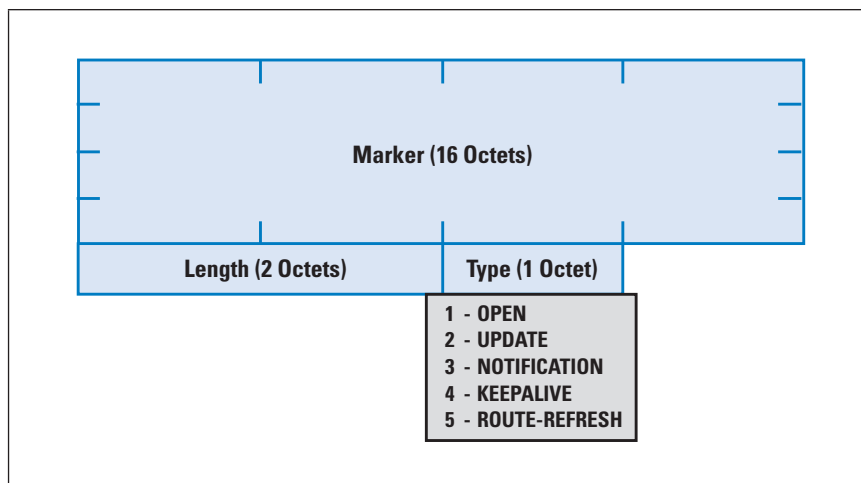 Marker (16 Octets)
Length (2 Octets) Type (1 Octet)
1 - OPEN
2 - UPDATE
3 - NOTIFICATION
4 - KEEPALIVE
5 - ROUTE-REFRESH